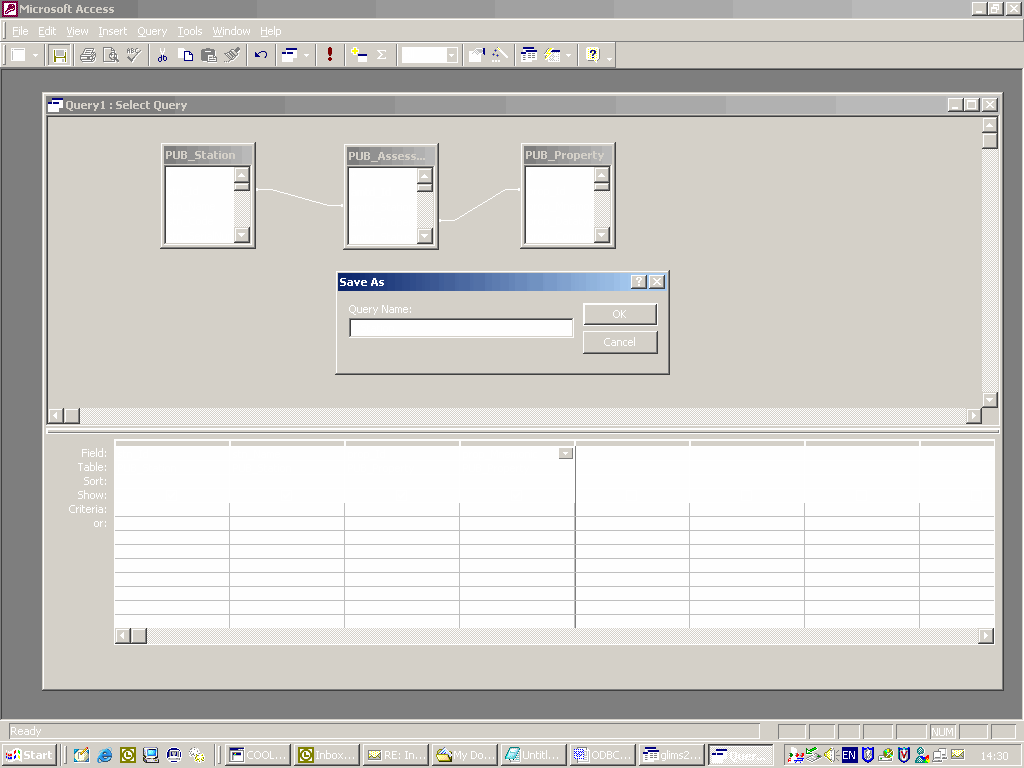 Microsoft Access
File Edit View Insert Query Tools Window Help
Query1 : Select Query
PUB_Station
PUB_Assess...
PUB_Property
Save As
Query Name:
OK
Cancel
Field:
Table:
Sort:
Show:
Criteria:
or:
Ready
NUM
Start
COOL...
Inbox...
RE: In...
My Do...
Untitl...
ODBC...
glims2...
Quer...
EN
14:30